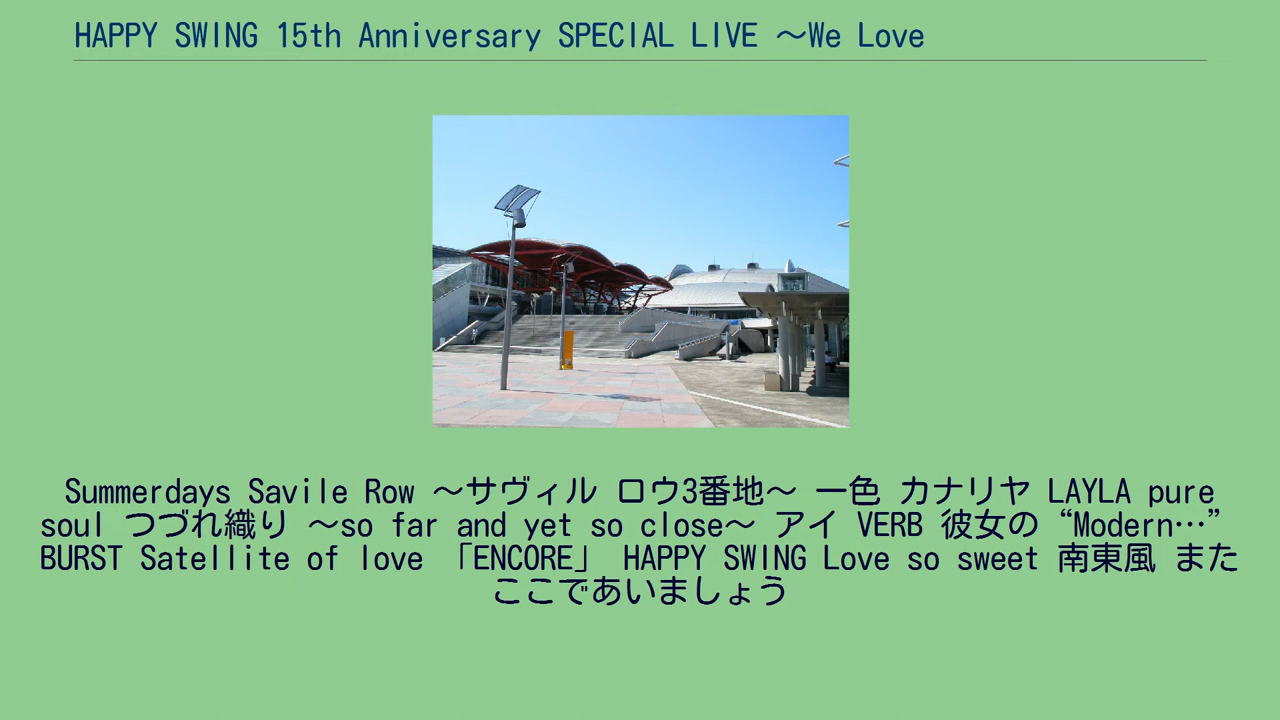 HAPPY SWING 15th Anniversary SPECIAL LIVE 〜We Love
Summerdays Savile Row 〜サヴィル ロウ3番地〜 一色 カナリヤ LAYLA pure
soul つづれ織り 〜so far and yet so close〜 アイ VERB 彼女の “Modern…”
BURST Satellite of love 「ENCORE」 HAPPY SWING Love so sweet 南東風 また
ここであいましょう